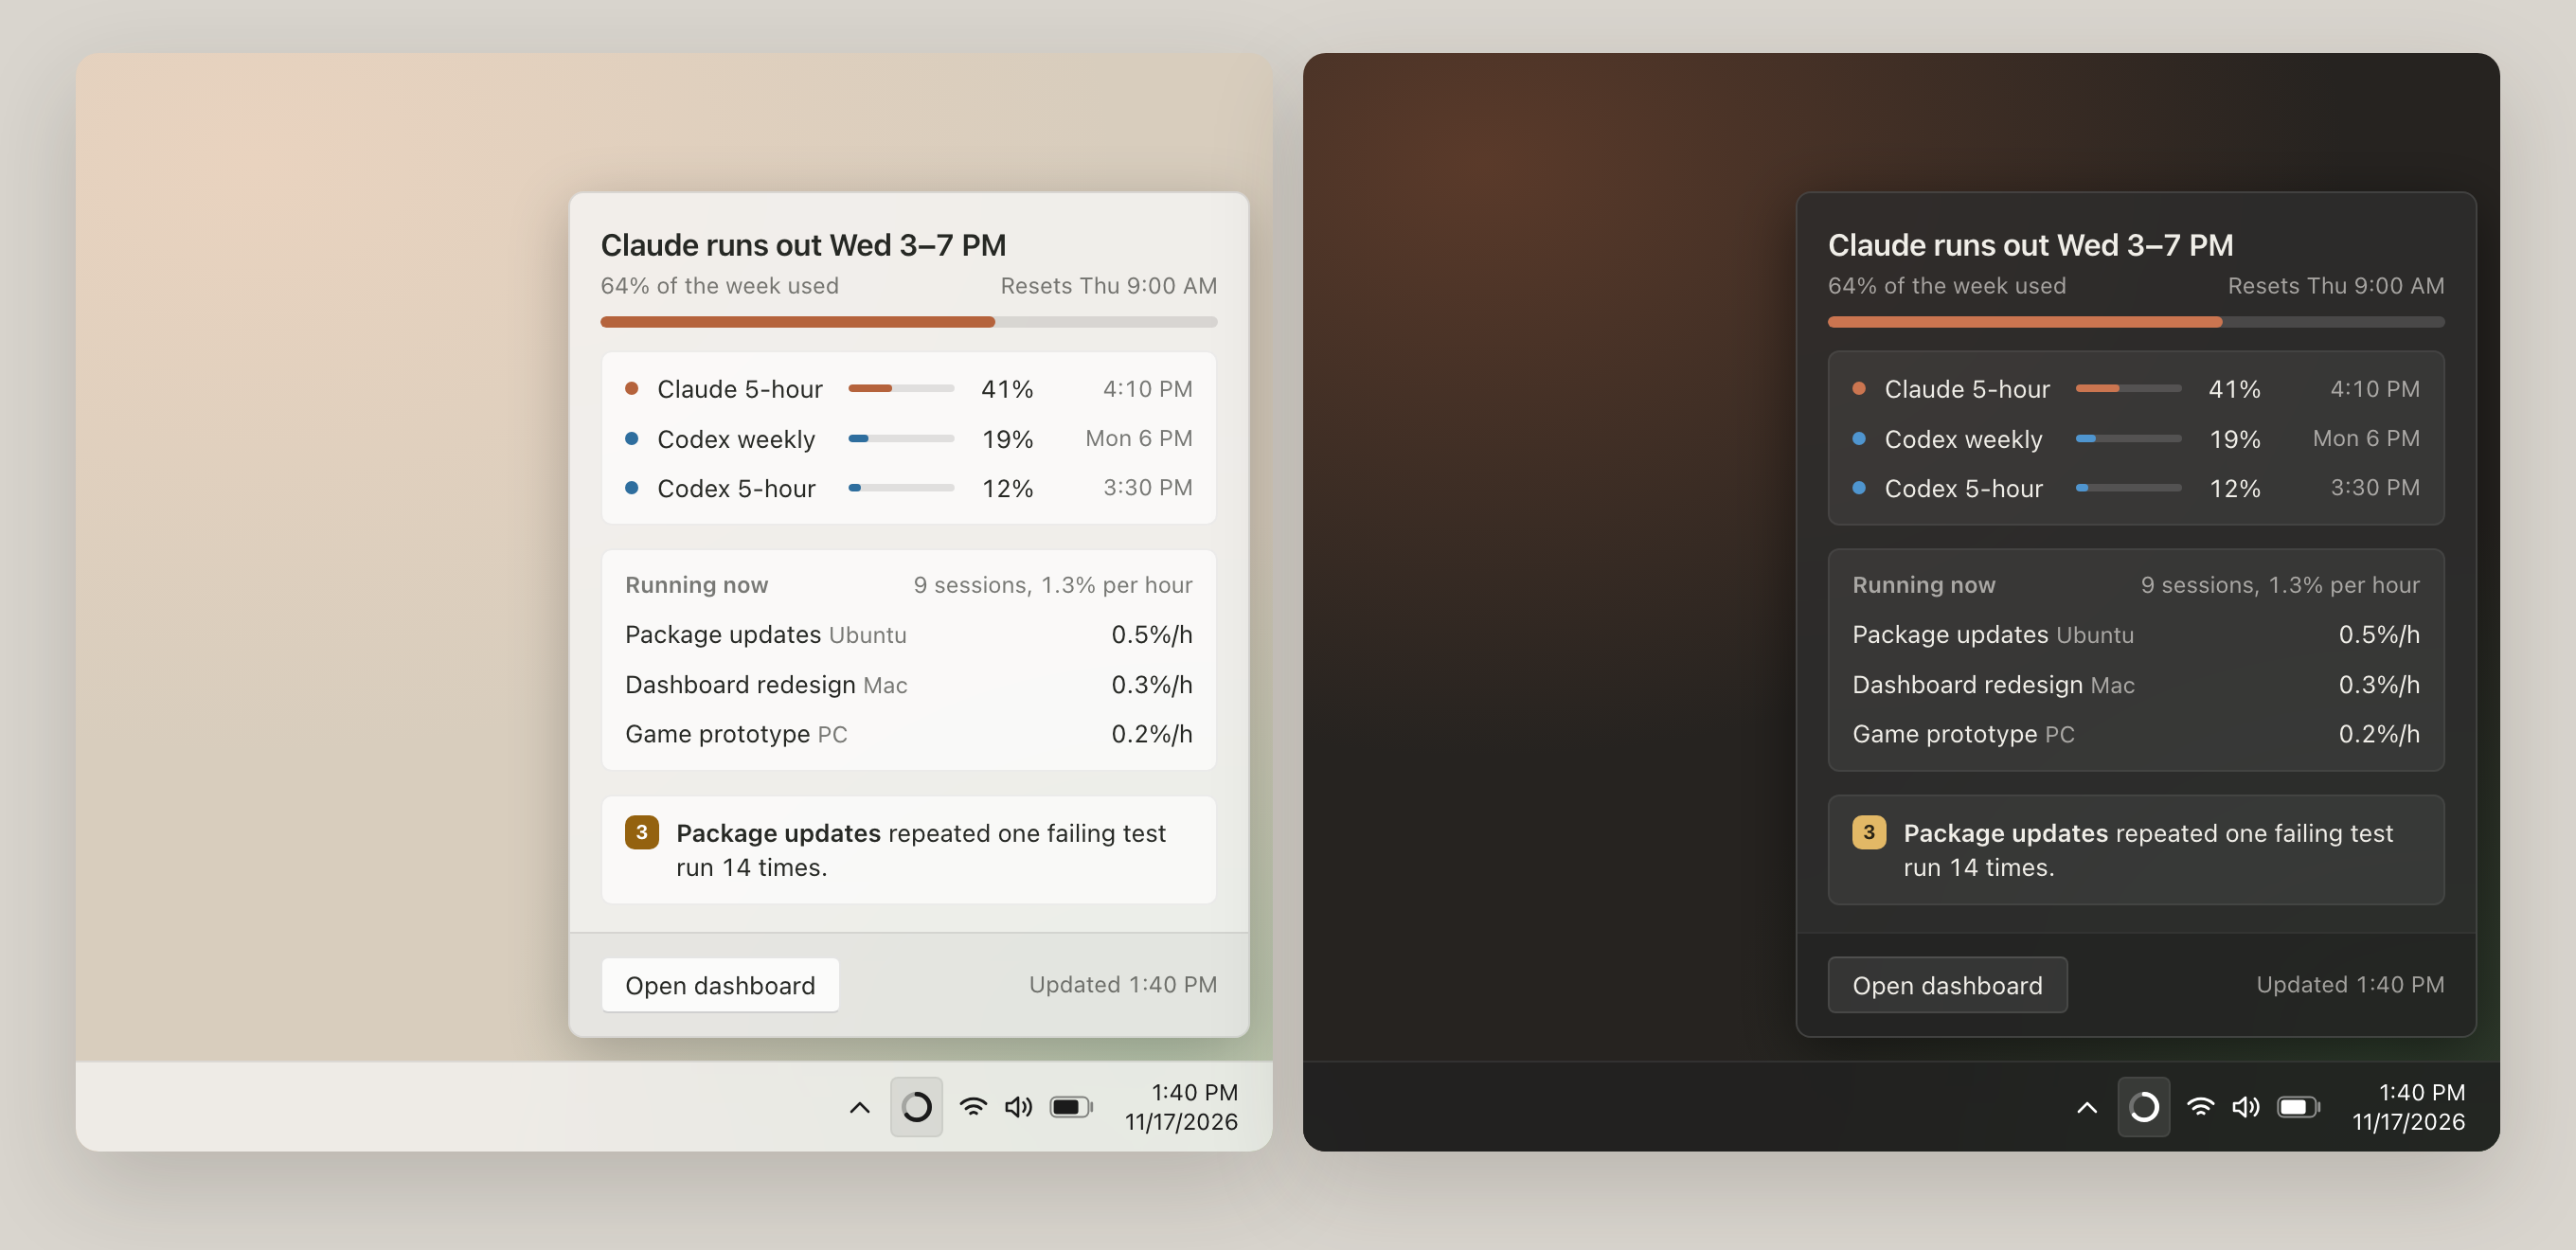 Claude runs out Wed 3–7 PM
64% of the week used Resets Thu 9:00 AM
Claude 5-hour 41% 4:10 PM
Codex weekly 19% Mon 6 PM
Codex 5-hour 12% 3:30 PM
Running now 9 sessions, 1.3% per hour
Package updates Ubuntu 0.5%/h
Dashboard redesign Mac 0.3%/h
Game prototype PC 0.2%/h
3 Package updates repeated one failing test
run 14 times.
Open dashboard Updated 1:40 PM
1:40 PM
11/17/2026
Claude runs out Wed 3–7 PM
64% of the week used Resets Thu 9:00 AM
Claude 5-hour 41% 4:10 PM
Codex weekly 19% Mon 6 PM
Codex 5-hour 12% 3:30 PM
Running now 9 sessions, 1.3% per hour
Package updates Ubuntu 0.5%/h
Dashboard redesign Mac 0.3%/h
Game prototype PC 0.2%/h
3 Package updates repeated one failing test
run 14 times.
Open dashboard Updated 1:40 PM
1:40 PM
11/17/2026